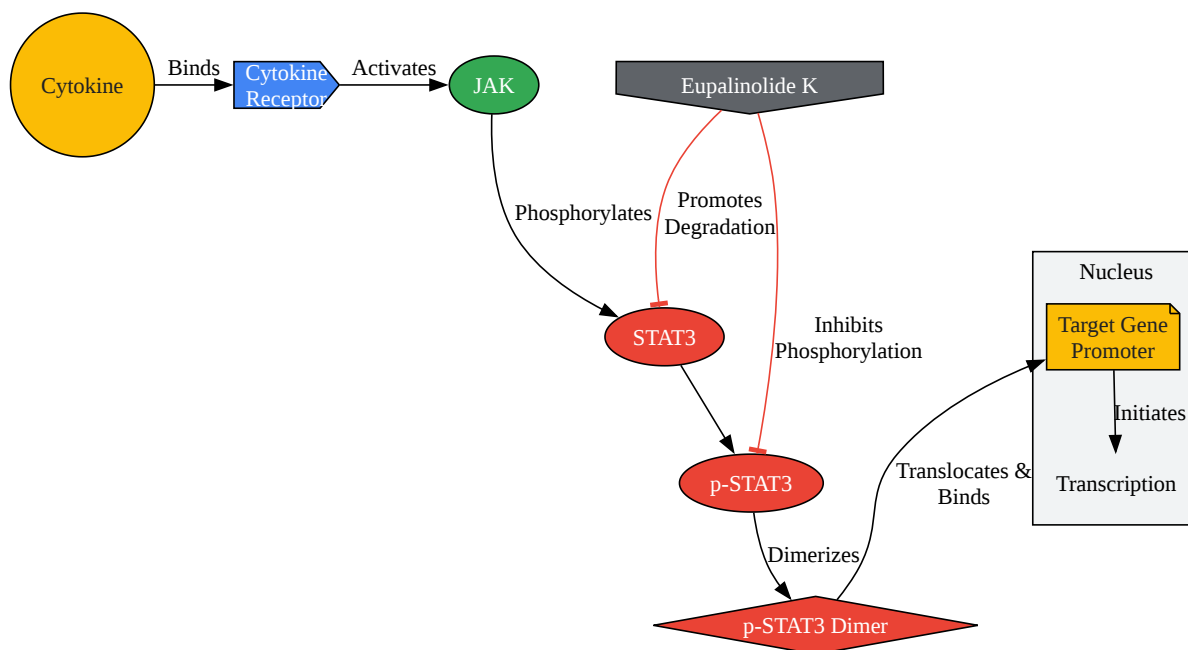 Cytokine
Binds
Cytokine
Receptor
Activates
JAK
Eupalinolide K
Phosphorylates
Promotes
Degradation
STAT3
Inhibits
Phosphorylation
p-STAT3
Dimerizes
p-STAT3 Dimer
Translocates &
Binds
Nucleus
Target Gene
Promoter
Initiates
Transcription